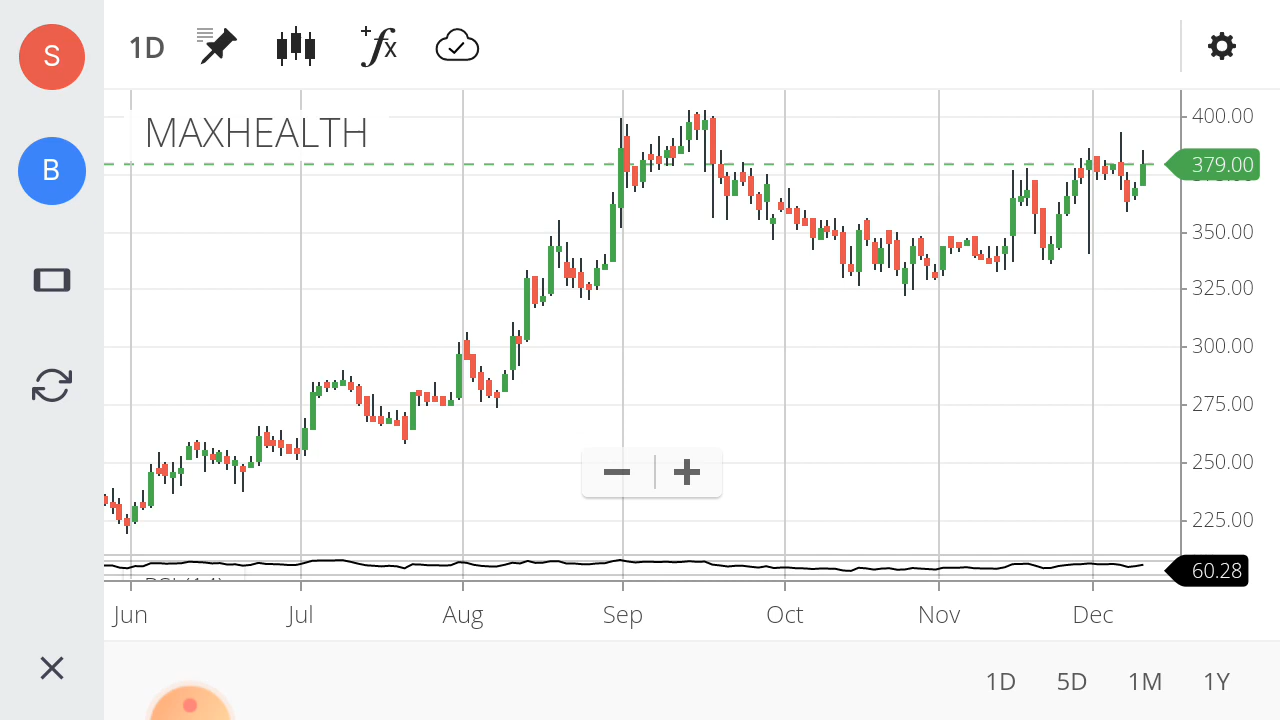 S
1D
+fx
B
MAXHEALTH
400.00
379.00
350.00
325.00
300.00
275.00
250.00
225.00
60.28
Jun Jul Aug Sep Oct Nov Dec
1D 5D 1M 1Y